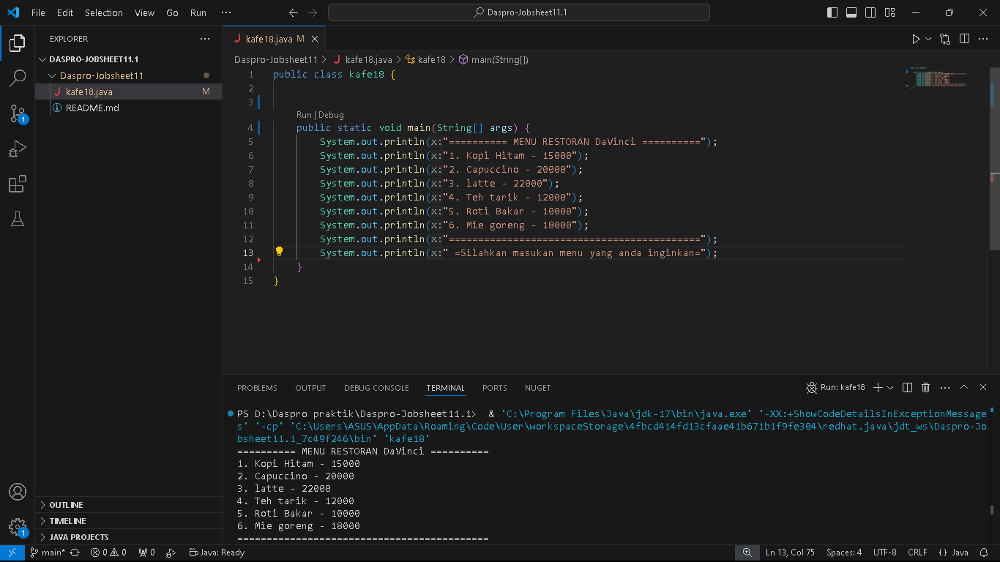 File Edit Selection View Go Run ··· Daspro-Jobsheet11.1
EXPLORER ···
DASPRO-JOBSHEET11.1
Daspro-Jobsheet11
kafe18.java M
README.md
1
OUTLINE
TIMELINE
JAVA PROJECTS
1
kafe18.java M
Daspro-Jobsheet11 > kafe18.java > kafe18 > main(String[])
1 public class kafe18 {
2
3
Run | Debug
4 public static void main(String[] args) {
5 System.out.println(x:"========== MENU RESTORAN DaVinci ==========");
6 System.out.println(x:"1. Kopi Hitam - 15000");
7 System.out.println(x:"2. Capuccino - 20000");
8 System.out.println(x:"3. latte - 22000");
9 System.out.println(x:"4. Teh tarik - 12000");
10 System.out.println(x:"5. Roti Bakar - 10000");
11 System.out.println(x:"6. Mie goreng - 18000");
12 System.out.println(x:"===========================================");
13 System.out.println(x:" =Silahkan masukan menu yang anda inginkan=");
14 }
15 }
PROBLEMS OUTPUT DEBUG CONSOLE TERMINAL PORTS NUGET Run: kafe18
PS D:\Daspro praktik\Daspro-Jobsheet11.1> & 'C:\Program Files\Java\jdk-17\bin\java.exe' '-XX:+ShowCodeDetailsInExceptionMessage
s' '-cp' 'C:\Users\ASUS\AppData\Roaming\Code\User\workspaceStorage\4fbcd414fd13cfaae41b671b1f9fe304\redhat.java\jdt_ws\Daspro-Jo
bsheet11.1_7c49f246\bin' 'kafe18'
========== MENU RESTORAN DaVinci ==========
1. Kopi Hitam - 15000
2. Capuccino - 20000
3. latte - 22000
4. Teh tarik - 12000
5. Roti Bakar - 10000
6. Mie goreng - 18000
===========================================
main* 0 0 0 Java: Ready Ln 13, Col 75 Spaces: 4 UTF-8 CRLF {} Java